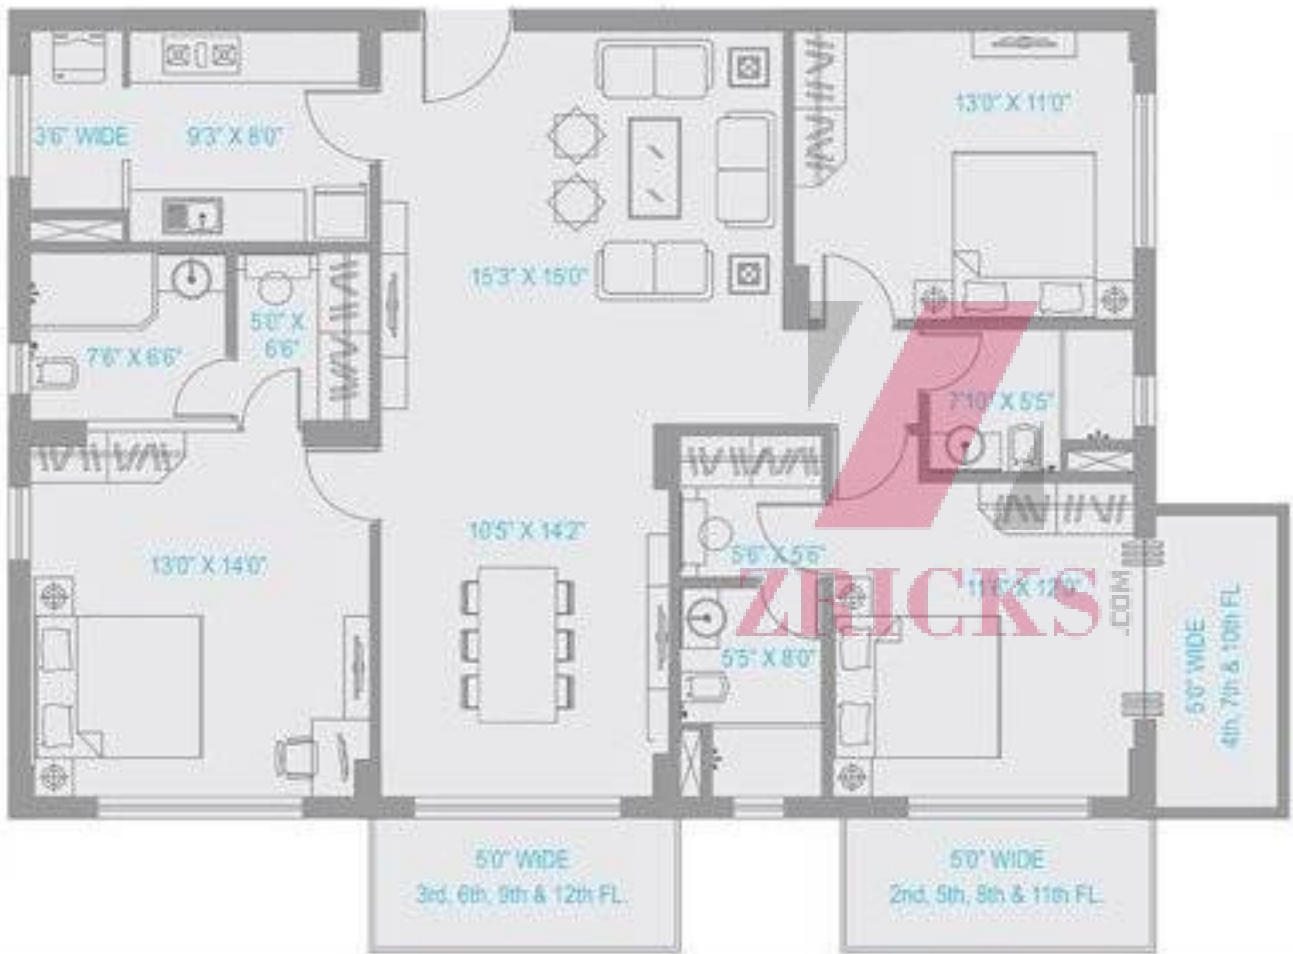 3'6" WIDE
9'3" X 8'0"
13'0" X 11'0"
15'3" X 15'0"
5'0" X
6'6"
7'6" X 6'6"
7'10" X 5'5"
10'5" X 14'2"
13'0" X 14'0"
5'6" X 5'6"
X 12'0"
ZRICKS.COM
5'5" X 8'0"
5'0" WIDE
4th, 7th & 10th FL
5'0" WIDE
3rd, 6th, 9th & 12th FL.
5'0" WIDE
2nd, 5th, 8th & 11th FL.